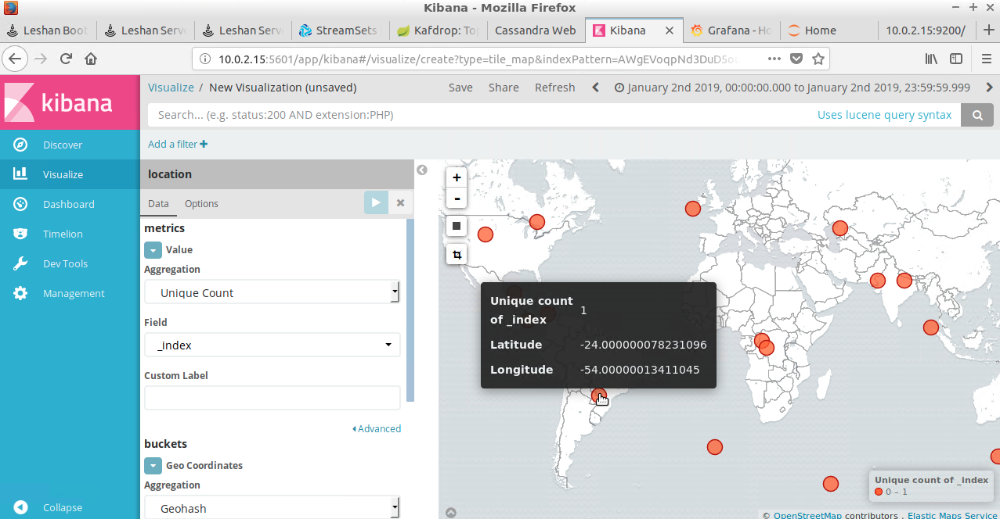 Kibana - Mozilla Firefox
Leshan Boot Leshan Serv Leshan Serv StreamSets Kafdrop: Top Cassandra Web Kibana Grafana - Ho Home 10.0.2.15:9200/
10.0.2.15:5601/app/kibana#/visualize/create?type=tile_map&indexPattern=AWgEVoqpNd3DuD5ou
kibana
Visualize / New Visualization (unsaved) Save Share Refresh January 2nd 2019, 00:00:00.000 to January 2nd 2019, 23:59:59.999
Search... (e.g. status:200 AND extension:PHP) Uses lucene query syntax
Add a filter +
Discover
Visualize
Dashboard
Timelion
Dev Tools
Management
Collapse
location
Data Options
metrics
Value
Aggregation
Unique Count
Field
_index
Custom Label
Advanced
buckets
Geo Coordinates
Aggregation
Geohash
+
-
Unique count
of _index 1
Latitude -24.000000078231096
Longitude -54.00000013411045
Unique count of _index
0 – 1
© OpenStreetMap contributors , Elastic Maps Service